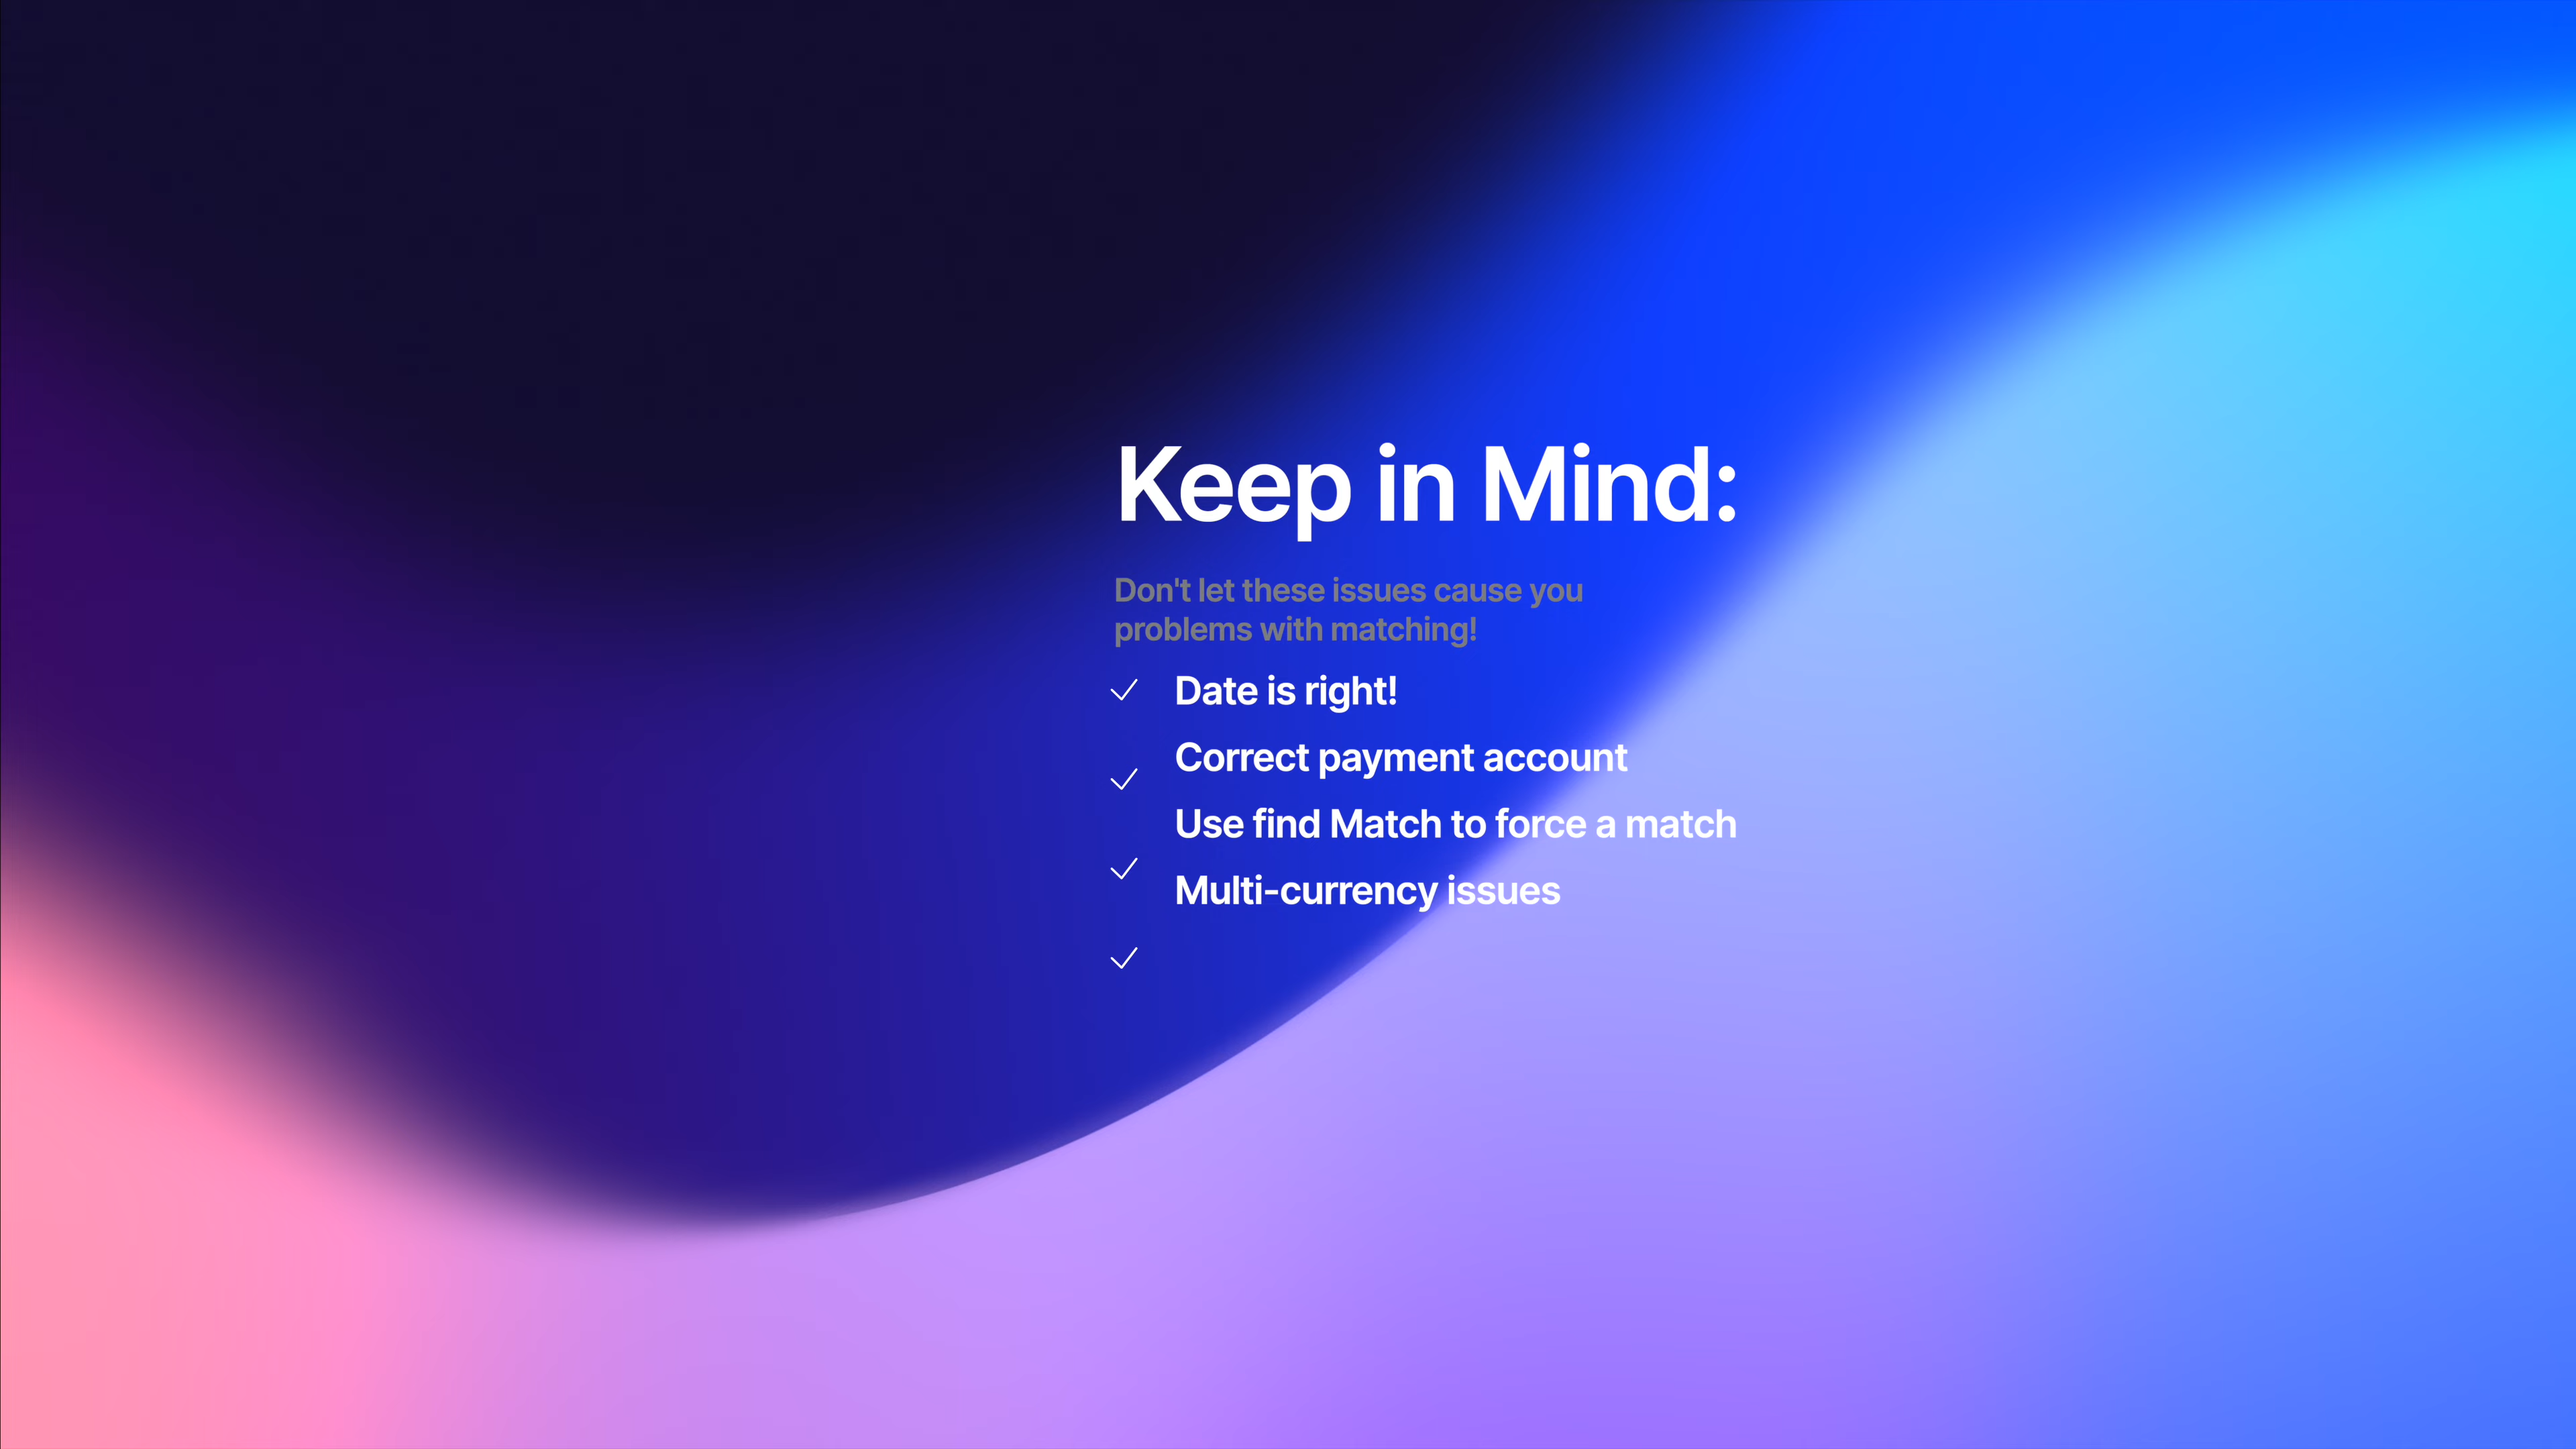 Keep in Mind:
Don't let these issues cause you
problems with matching!
Date is right!
Correct payment account
Use find Match to force a match
Multi-currency issues